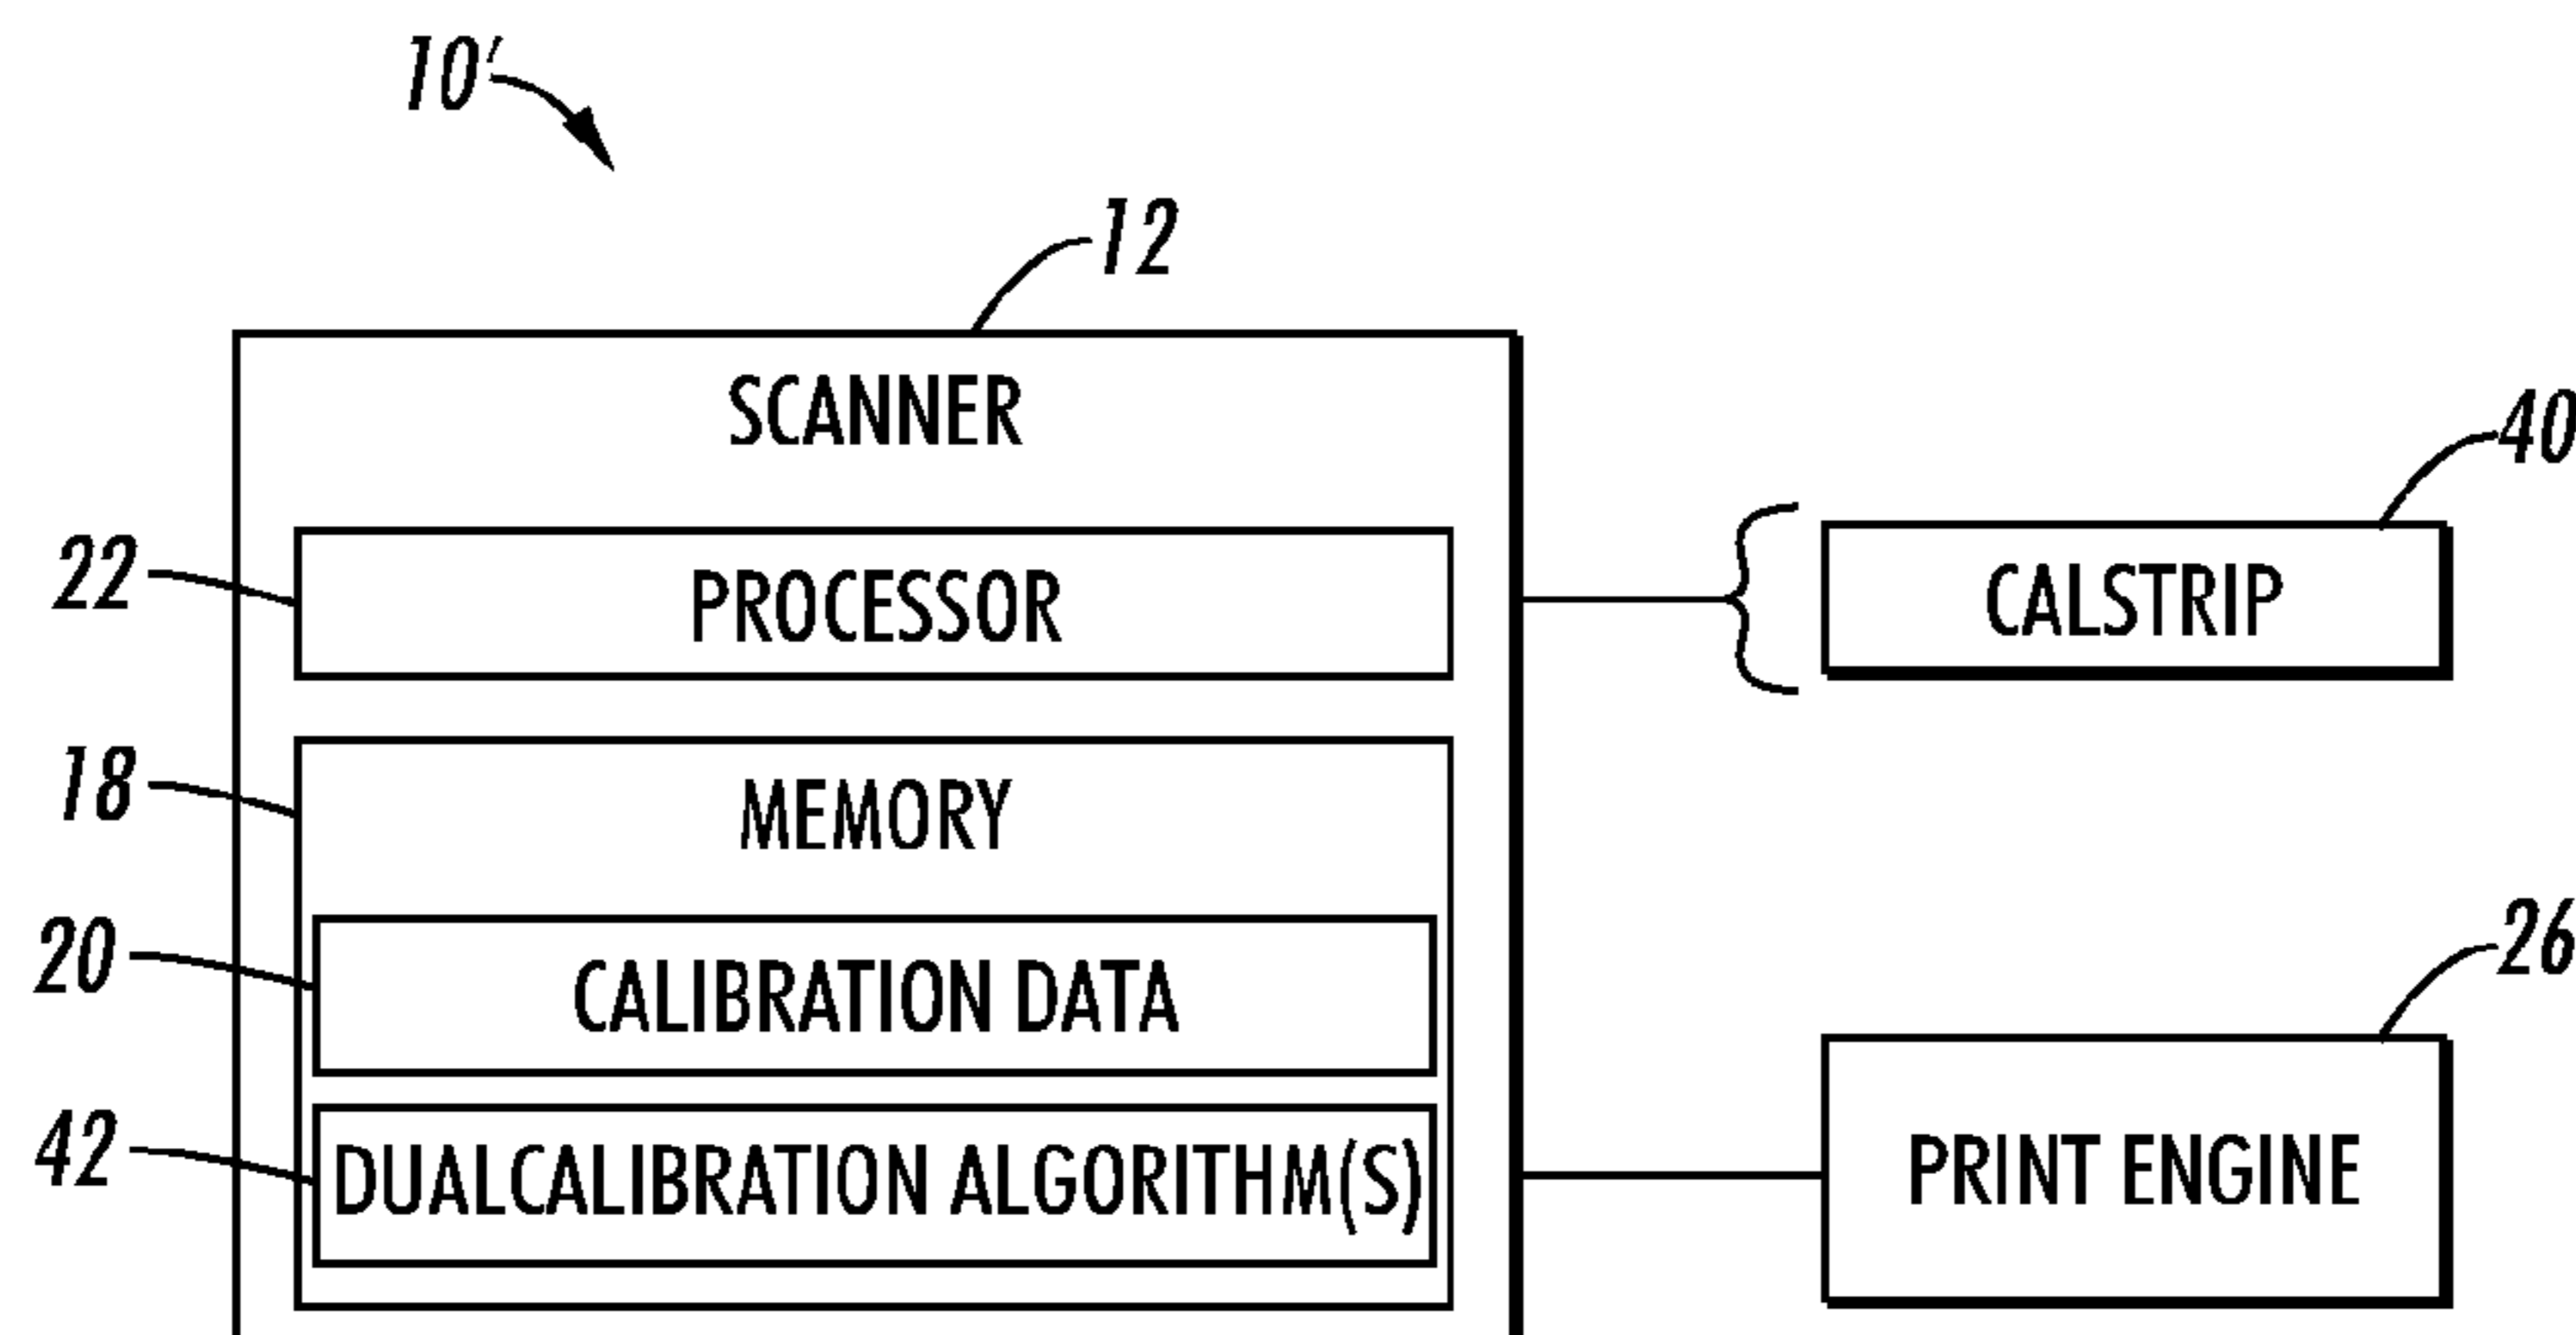 10'
12
SCANNER
40
22
PROCESSOR
CALSTRIP
18
MEMORY
20
CALIBRATION DATA
26
42
DUALCALIBRATION ALGORITHM(S)
PRINT ENGINE